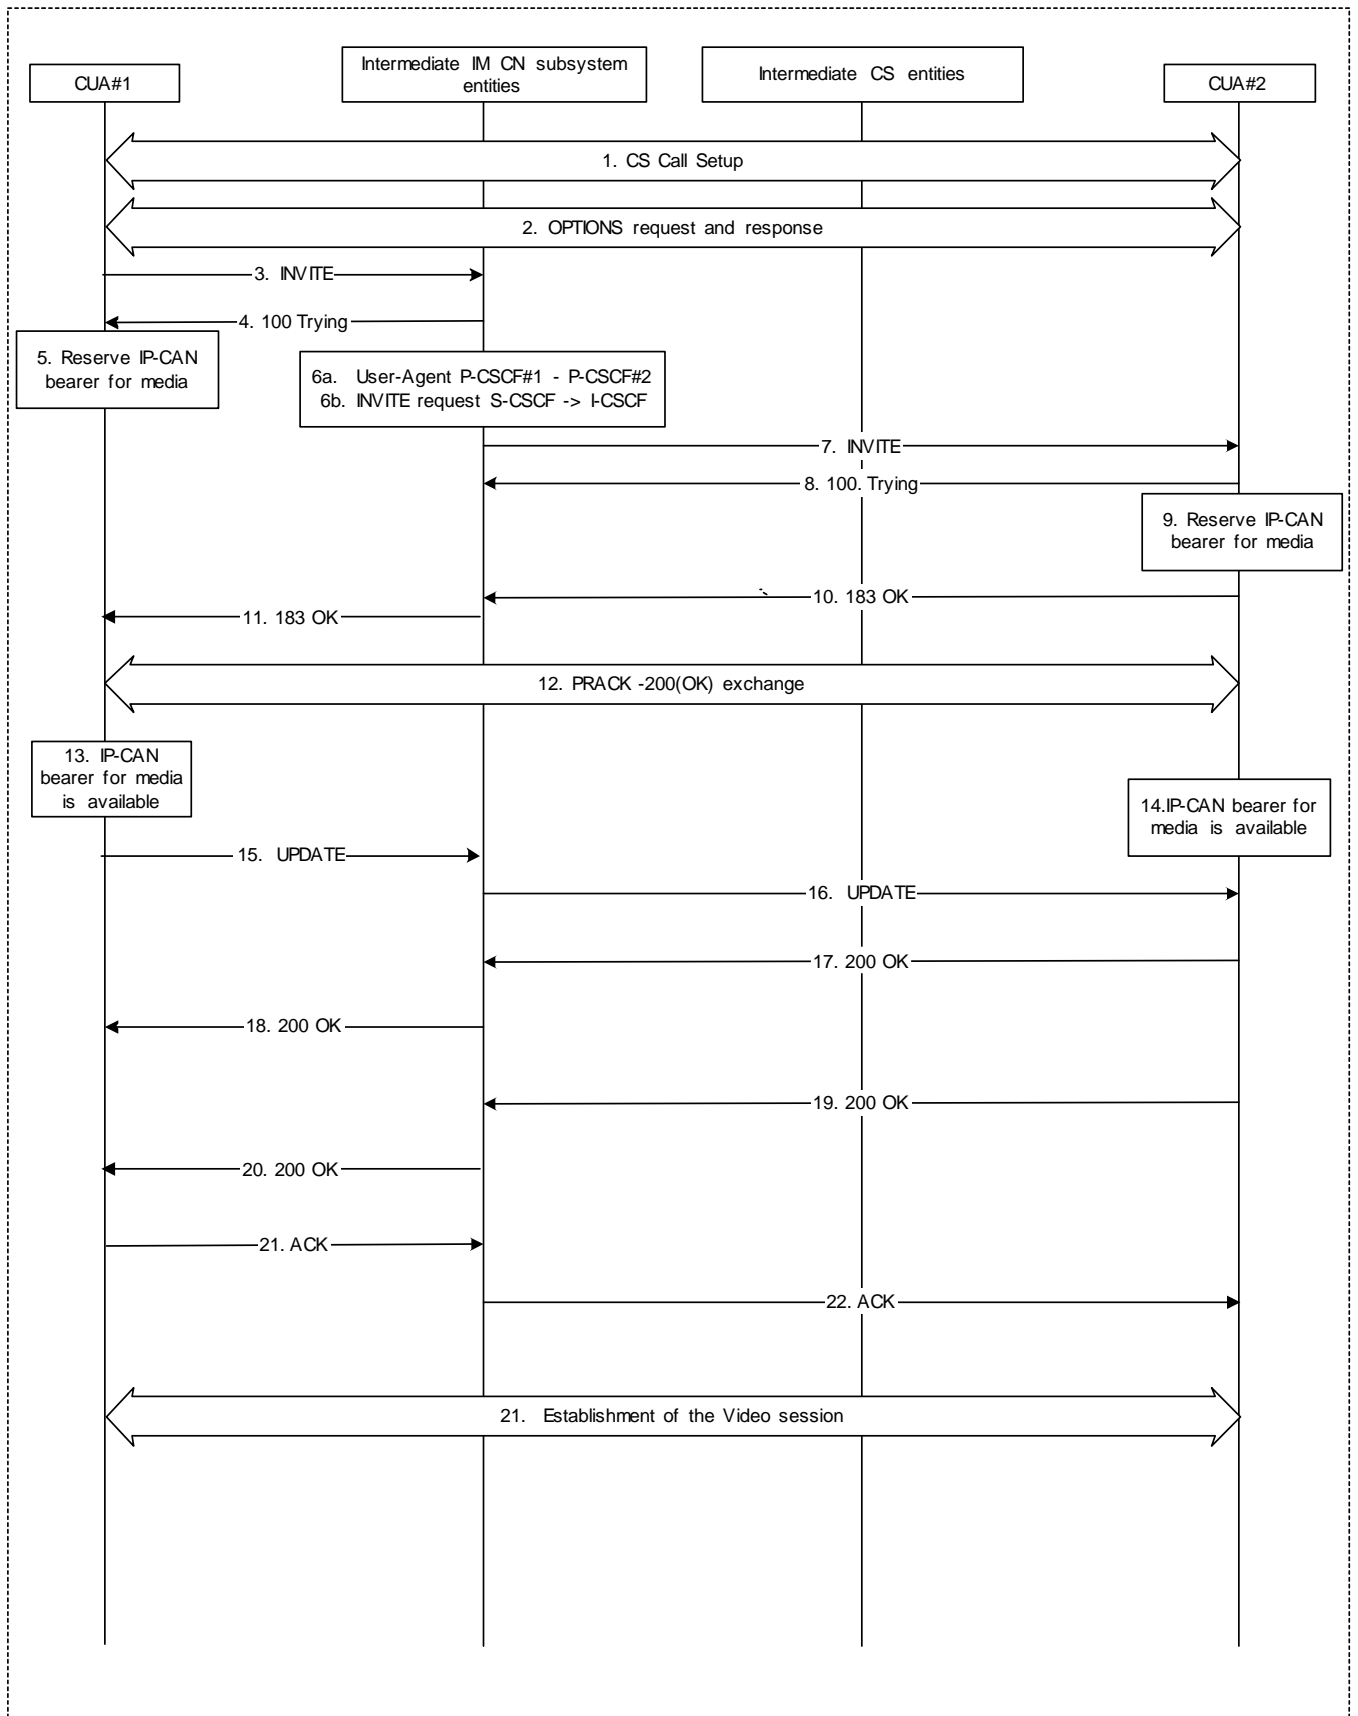 CUA#1
Intermediate IM CN subsystem
entities
Intermediate CS entities
CUA#2
1. CS Call Setup
2. OPTIONS request and response
3. INVITE
4. 100 Trying
5. Reserve IP-CAN
bearer for media
6a. User-Agent P-CSCF#1 - P-CSCF#2
6b. INVITE request S-CSCF -> I-CSCF
7. INVITE
8. 100. Trying
9. Reserve IP-CAN
bearer for media
10. 183 OK
11. 183 OK
12. PRACK -200(OK) exchange
13. IP-CAN
bearer for media
is available
14.IP-CAN bearer for
media is available
15. UPDATE
16. UPDATE
17. 200 OK
18. 200 OK
19. 200 OK
20. 200 OK
21. ACK
22. ACK
21. Establishment of the Video session